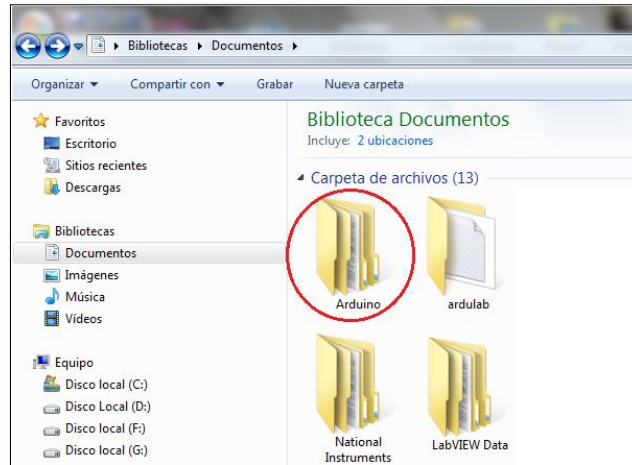 Bibliotecas Documentos
Organizar Compartir con Grabar Nueva carpeta
Favoritos
Escritorio
Sitios recientes
Descargas
Bibliotecas
Documentos
Imágenes
Música
Vídeos
Equipo
Disco local (C:)
Disco Local (D:)
Disco local (F:)
Disco local (G:)
Biblioteca Documentos
Incluye: 2 ubicaciones
Carpeta de archivos (13)
Arduino ardulab
National
Instruments
LabVIEW Data